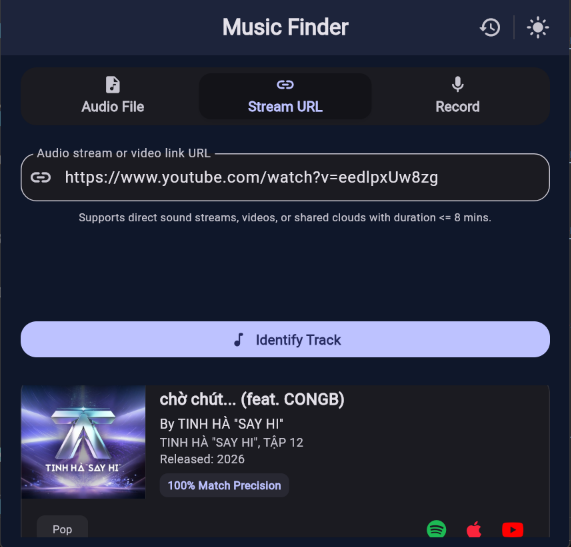 Music Finder
Audio File
Stream URL
Record
Audio stream or video link URL
https://www.youtube.com/watch?v=eedlpxUw8zg
Supports direct sound streams, videos, or shared clouds with duration <= 8 mins.
Identify Track
TINH HÀ "SAY HI"
chờ chút... (feat. CONGB)
By TINH HÀ "SAY HI"
TINH HÀ "SAY HI", TẬP 12
Released: 2026
100% Match Precision
Pop